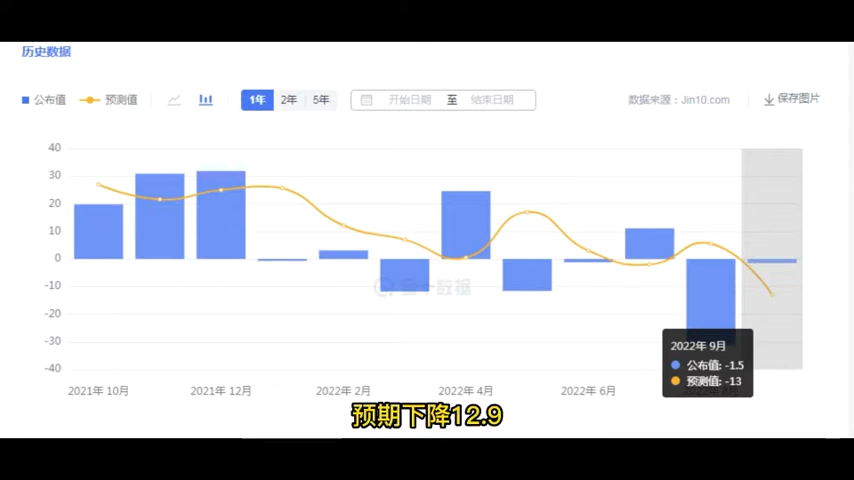 历史数据
公布值 预测值 1年 2年 5年 开始日期 至 结束日期 数据来源：Jin10.com 保存图片
40
30
20
10
0
-10
-20
-30
-40
金十数据
2022年 9月
公布值: -1.5
预测值: -13
2021年 10月 2021年 12月 2022年 2月 2022年 4月 2022年 6月
预期下降12.9